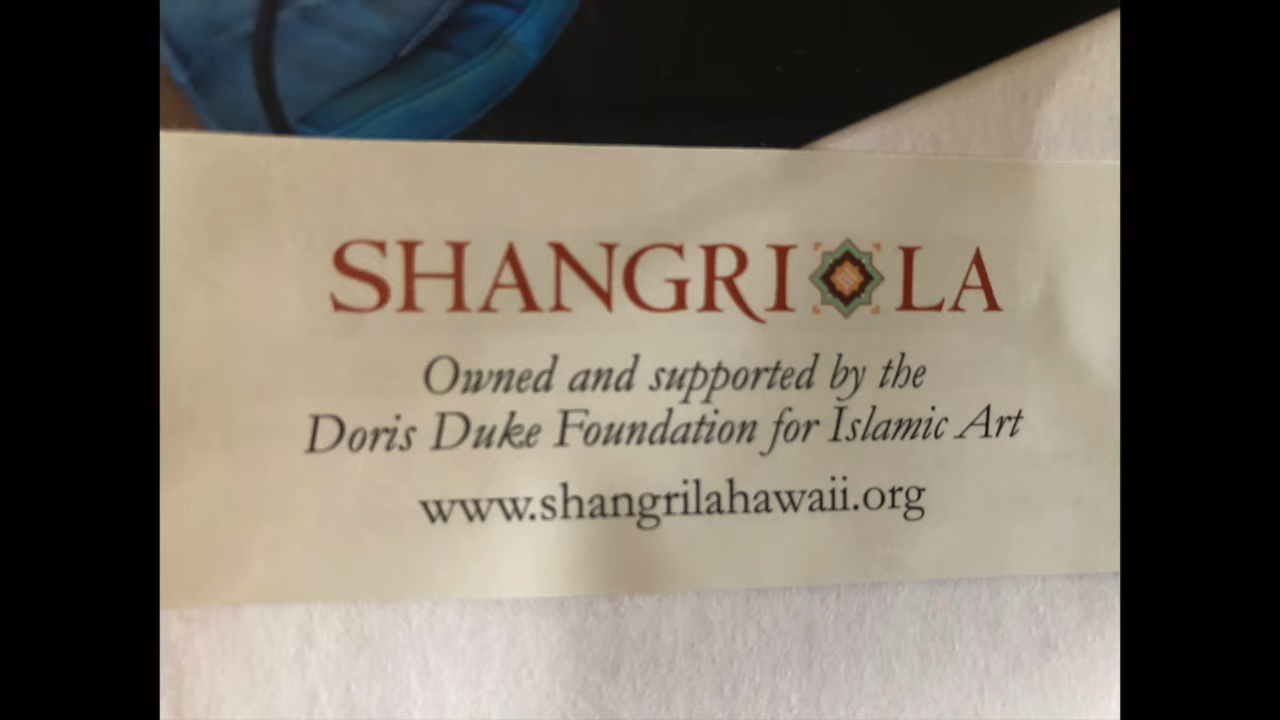 SHANGRI LA
Owned and supported by the
Doris Duke Foundation for Islamic Art
www.shangrilahawaii.org